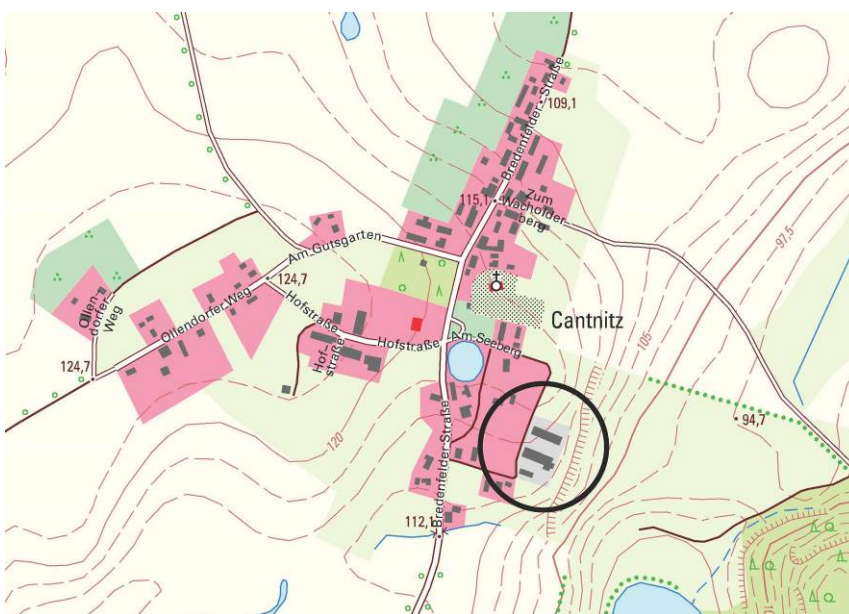 Bredenfelder-Straße
109,1
115,1
Zum
Wacholder-
berg
97,5
Am-Gutsgarten
124,7
Ollen-
dorfer-
Weg
Ollendorfer-Weg
Hofstraße
Hofstraße
Am-Seeberg
Cantnitz
105
Hof-
straße
124,7
120
Bredenfelder-Straße
94,7
112,1